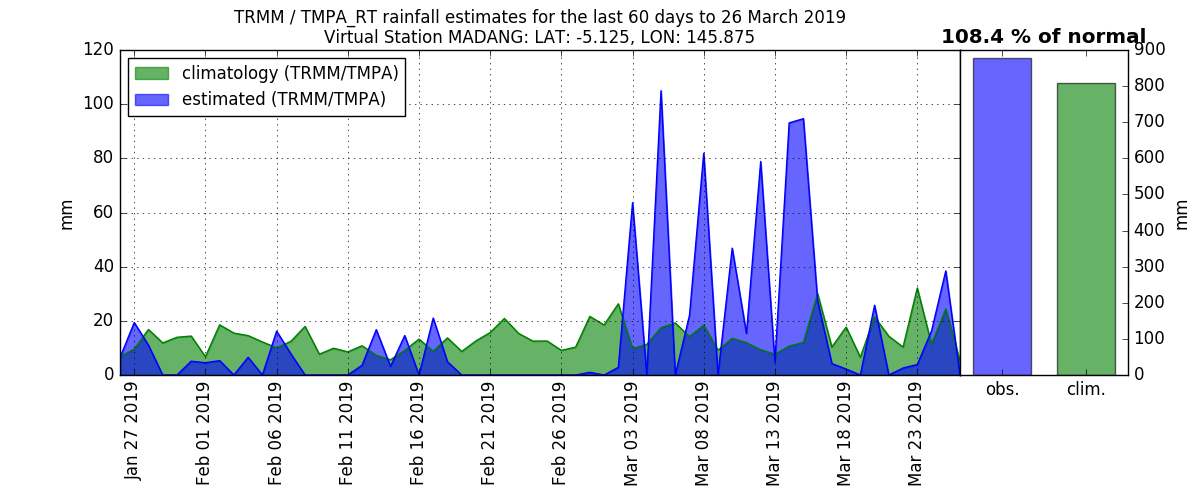 TRMM / TMPA_RT rainfall estimates for the last 60 days to 26 March 2019
Virtual Station MADANG: LAT: -5.125, LON: 145.875
108.4 % of normal
climatology (TRMM/TMPA)
estimated (TRMM/TMPA)
120
100
80
60
40
20
0
mm
Jan 27 2019
Feb 01 2019
Feb 06 2019
Feb 11 2019
Feb 16 2019
Feb 21 2019
Feb 26 2019
Mar 03 2019
Mar 08 2019
Mar 13 2019
Mar 18 2019
Mar 23 2019
obs.
clim.
900
800
700
600
500
400
300
200
100
0
mm